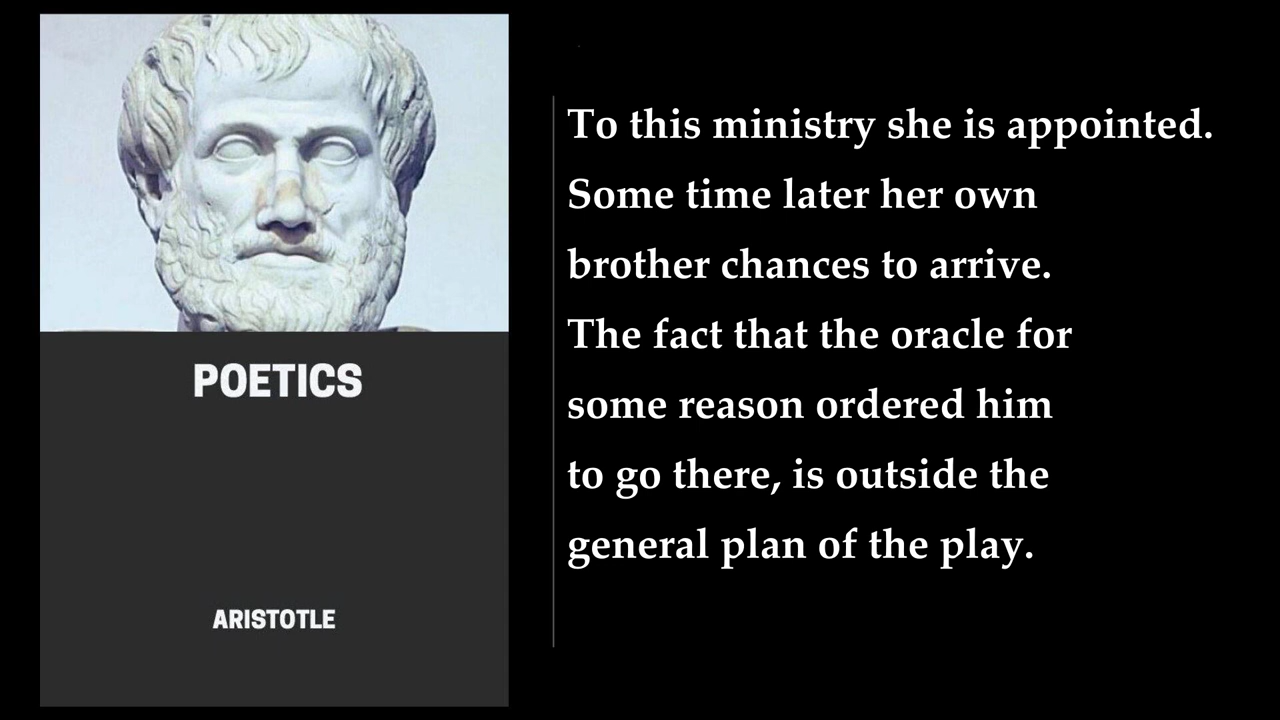 POETICS
ARISTOTLE
To this ministry she is appointed.
Some time later her own
brother chances to arrive.
The fact that the oracle for
some reason ordered him
to go there, is outside the
general plan of the play.